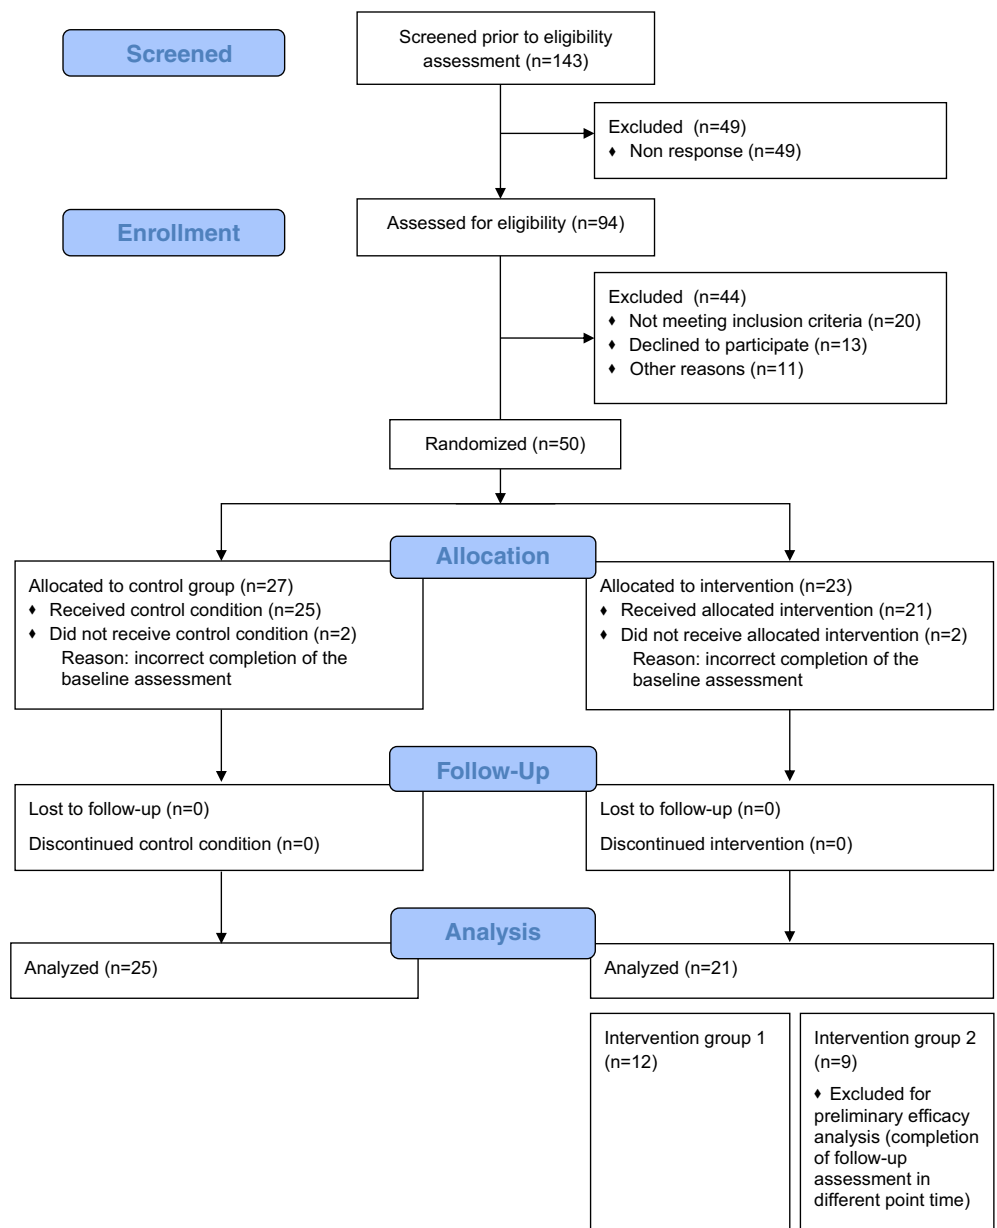 Screened
Screened prior to eligibility
assessment (n=143)
Excluded (n=49)
♦ Non response (n=49)
Enrollment
Assessed for eligibility (n=94)
Excluded (n=44)
♦ Not meeting inclusion criteria (n=20)
♦ Declined to participate (n=13)
♦ Other reasons (n=11)
Randomized (n=50)
Allocation
Allocated to control group (n=27)
♦ Received control condition (n=25)
♦ Did not receive control condition (n=2)
Reason: incorrect completion of the
baseline assessment
Allocated to intervention (n=23)
♦ Received allocated intervention (n=21)
♦ Did not receive allocated intervention (n=2)
Reason: incorrect completion of the
baseline assessment
Follow-Up
Lost to follow-up (n=0)
Discontinued control condition (n=0)
Lost to follow-up (n=0)
Discontinued intervention (n=0)
Analysis
Analyzed (n=25)
Analyzed (n=21)
Intervention group 1
(n=12)
Intervention group 2
(n=9)
♦ Excluded for
preliminary efficacy
analysis (completion
of follow-up
assessment in
different point time)